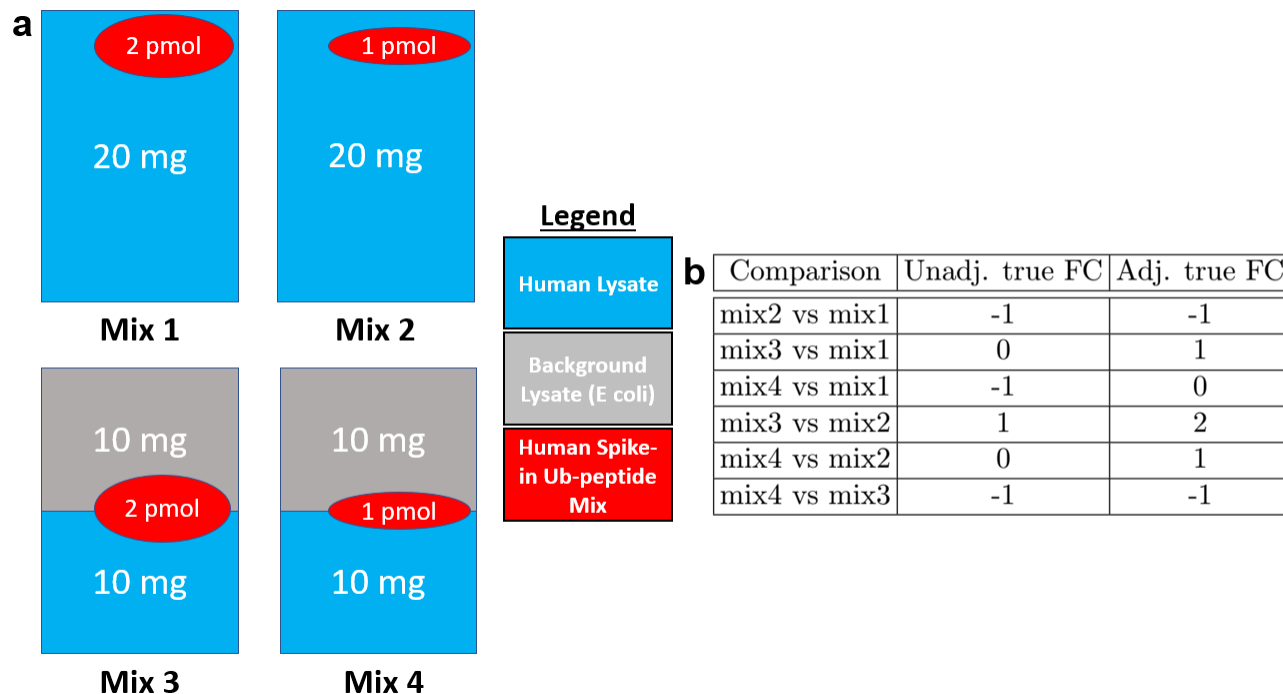 a
2 pmol
20 mg
Mix 1
1 pmol
20 mg
Mix 2
10 mg
2 pmol
10 mg
Mix 3
10 mg
1 pmol
10 mg
Mix 4
Legend
Human Lysate
Background
Lysate (E coli)
Human Spike-
in Ub-peptide
Mix
b
Comparison Unadj. true FC Adj. true FC
mix2 vs mix1 -1 -1
mix3 vs mix1 0 1
mix4 vs mix1 -1 0
mix3 vs mix2 1 2
mix4 vs mix2 0 1
mix4 vs mix3 -1 -1